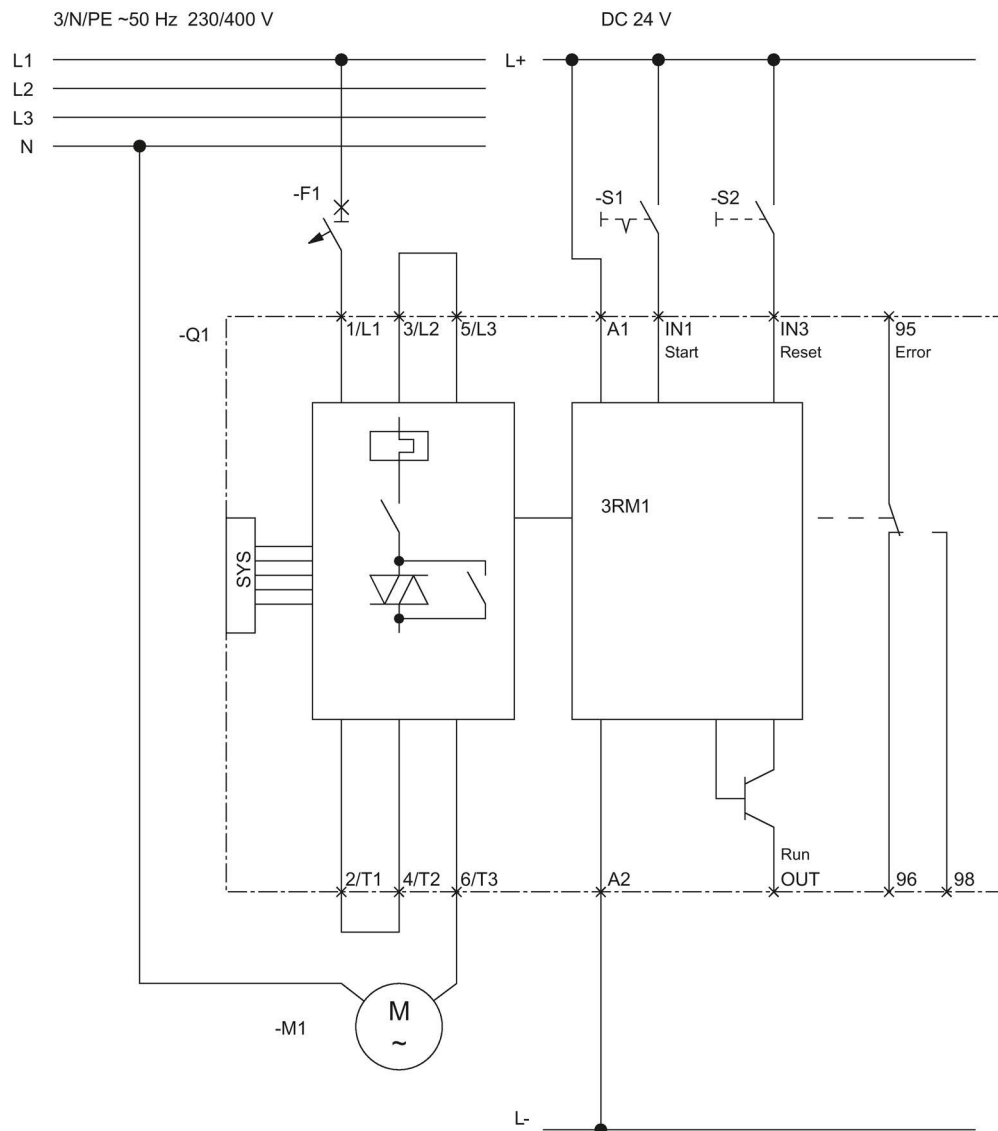 3/N/PE ~50 Hz 230/400 V
DC 24 V
L1
L2
L3
N
L+
-F1
-S1
-S2
-Q1
1/L1
3/L2
5/L3
A1
IN1
IN3
95
Start
Reset
Error
3RM1
SYS
Run
2/T1
4/T2
6/T3
A2
OUT
96
98
M
~
-M1
L-